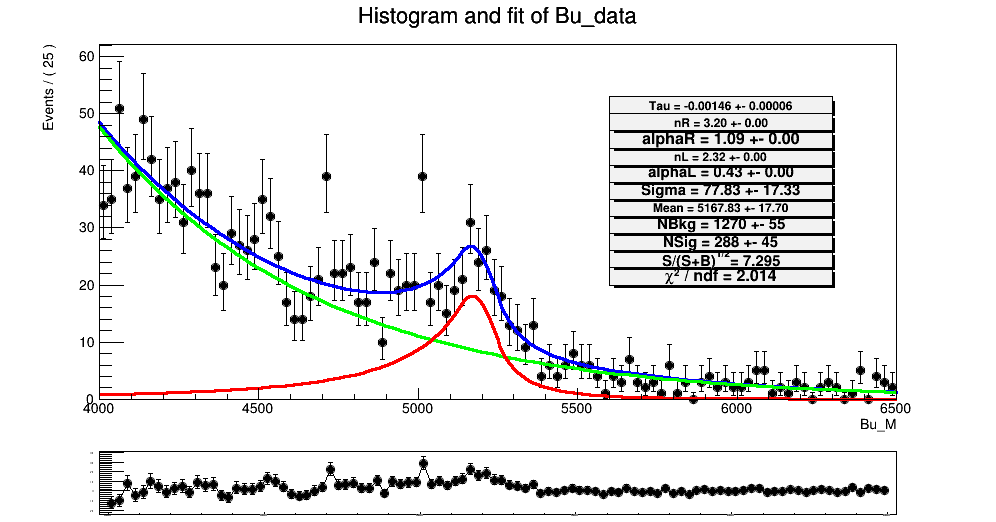 Histogram and fit of Bu_data
Events / ( 25 )
60
50
40
30
20
10
0
4000 4500 5000 5500 6000 6500
Bu_M
Tau = -0.00146 +- 0.00006
nR = 3.20 +- 0.00
alphaR = 1.09 +- 0.00
nL = 2.32 +- 0.00
alphaL = 0.43 +- 0.00
Sigma = 77.83 +- 17.33
Mean = 5167.83 +- 17.70
NBkg = 1270 +- 55
NSig = 288 +- 45
S/(S+B)^1/2 = 7.295
χ² / ndf = 2.014